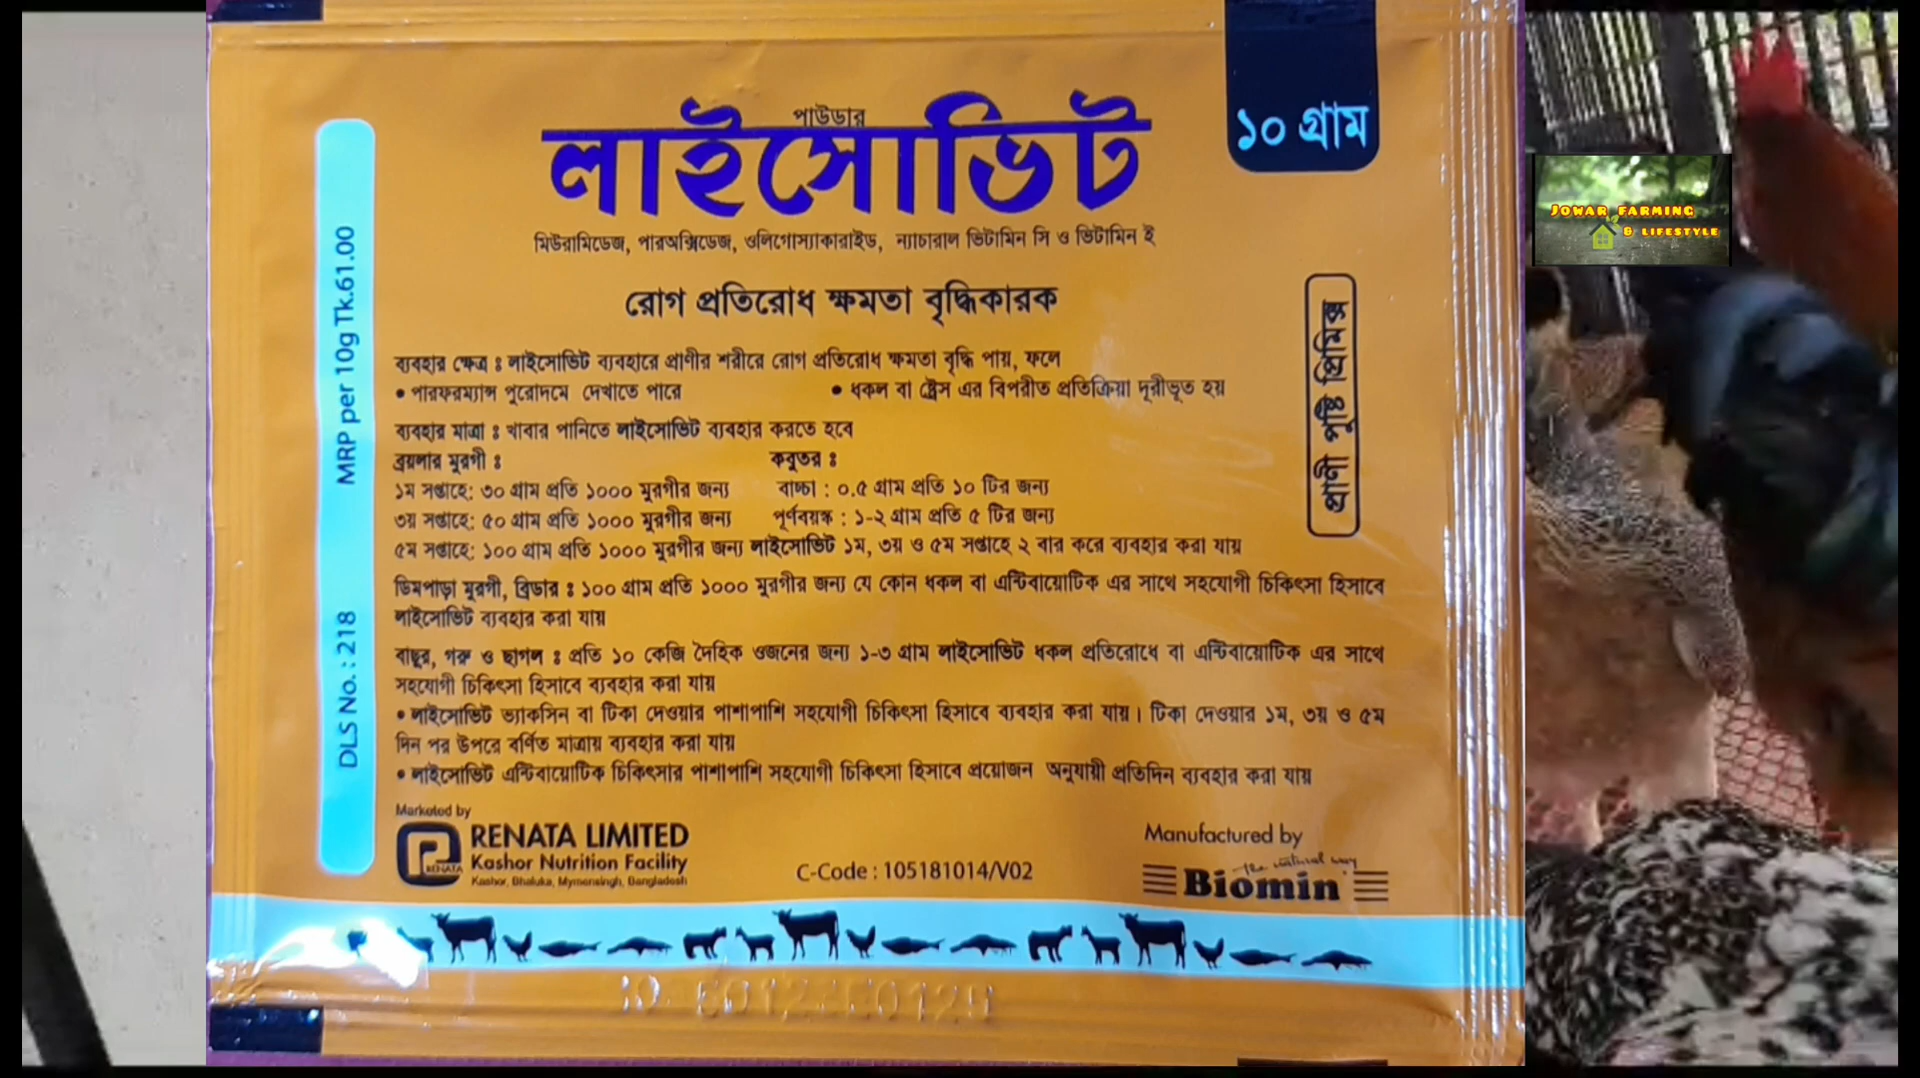 পাউডার
লাইসোভিট
১০ গ্রাম
মিউরামিডেজ, পারঅক্সিডেজ, ওলিগোস্যাকারাইড, ন্যাচারাল ভিটামিন সি ও ভিটামিন ই
রোগ প্রতিরোধ ক্ষমতা বৃদ্ধিকারক
প্রাণী পুষ্টি প্রিমিক্স
MRP per 10g Tk.61.00
DLS No. : 218
ব্যবহার ক্ষেত্র ঃ লাইসোভিট ব্যবহারে প্রাণীর শরীরে রোগ প্রতিরোধ ক্ষমতা বৃদ্ধি পায়, ফলে
• পারফরম্যান্স পুরোদমে দেখাতে পারে • ধকল বা ষ্ট্রেস এর বিপরীত প্রতিক্রিয়া দূরীভূত হয়
ব্যবহার মাত্রা ঃ খাবার পানিতে লাইসোভিট ব্যবহার করতে হবে
ব্রয়লার মুরগী ঃ কবুতর ঃ
১ম সপ্তাহে: ৩০ গ্রাম প্রতি ১০০০ মুরগীর জন্য বাচ্চা : ০.৫ গ্রাম প্রতি ১০ টির জন্য
৩য় সপ্তাহে: ৫০ গ্রাম প্রতি ১০০০ মুরগীর জন্য পূর্ণবয়স্ক : ১-২ গ্রাম প্রতি ৫ টির জন্য
৫ম সপ্তাহে: ১০০ গ্রাম প্রতি ১০০০ মুরগীর জন্য লাইসোভিট ১ম, ৩য় ও ৫ম সপ্তাহে ২ বার করে ব্যবহার করা যায়
ডিমপাড়া মুরগী, ব্রিডার ঃ ১০০ গ্রাম প্রতি ১০০০ মুরগীর জন্য যে কোন ধকল বা এন্টিবায়োটিক এর সাথে সহযোগী চিকিৎসা হিসাবে
লাইসোভিট ব্যবহার করা যায়
বাছুর, গরু ও ছাগল ঃ প্রতি ১০ কেজি দৈহিক ওজনের জন্য ১-৩ গ্রাম লাইসোভিট ধকল প্রতিরোধে বা এন্টিবায়োটিক এর সাথে
সহযোগী চিকিৎসা হিসাবে ব্যবহার করা যায়
• লাইসোভিট ভ্যাকসিন বা টিকা দেওয়ার পাশাপাশি সহযোগী চিকিৎসা হিসাবে ব্যবহার করা যায়। টিকা দেওয়ার ১ম, ৩য় ও ৫ম
দিন পর উপরে বর্ণিত মাত্রায় ব্যবহার করা যায়
• লাইসোভিট এন্টিবায়োটিক চিকিৎসার পাশাপাশি সহযোগী চিকিৎসা হিসাবে প্রয়োজন অনুযায়ী প্রতিদিন ব্যবহার করা যায়
Marketed by
RENATA
RENATA LIMITED
Kashor Nutrition Facility
Kashor, Bhaluka, Mymensingh, Bangladesh
C-Code : 105181014/V02
Manufactured by
the natural way
Biomin
JOWAR FARMING
& LIFESTYLE